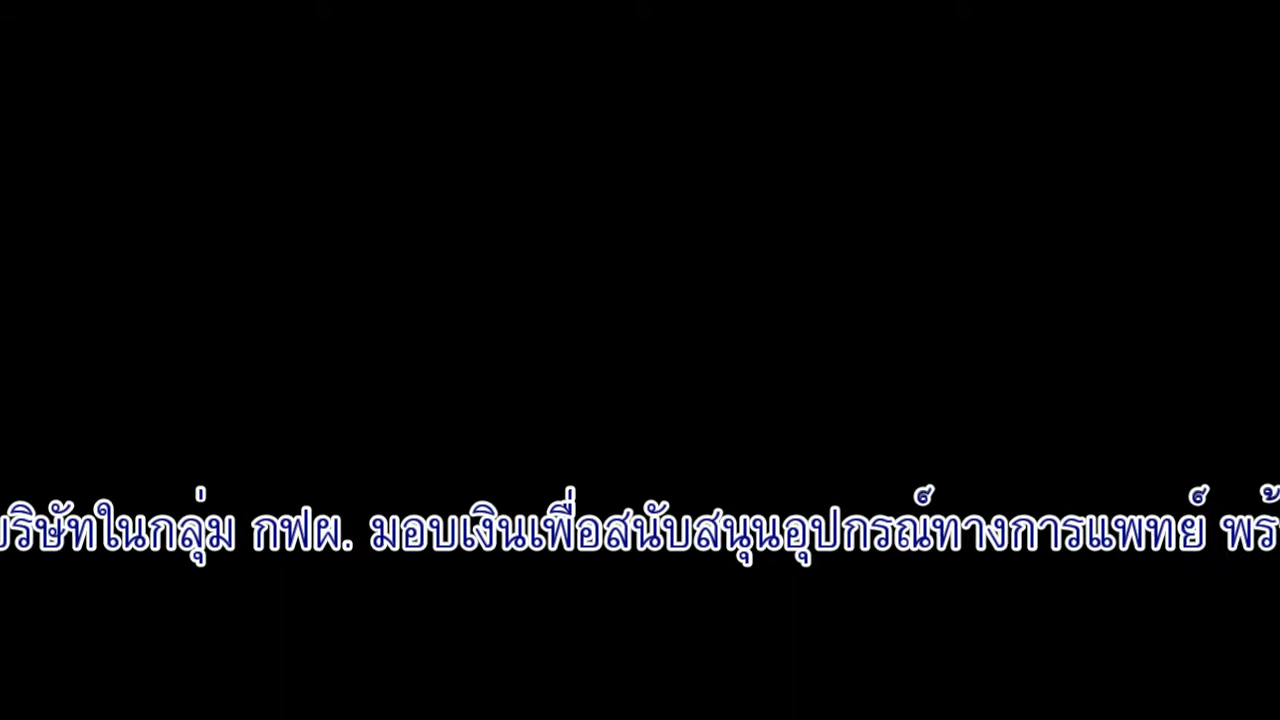 บริษัทในกลุ่ม กฟผ. มอบเงินเพื่อสนับสนุนอุปกรณ์ทางการแพทย์